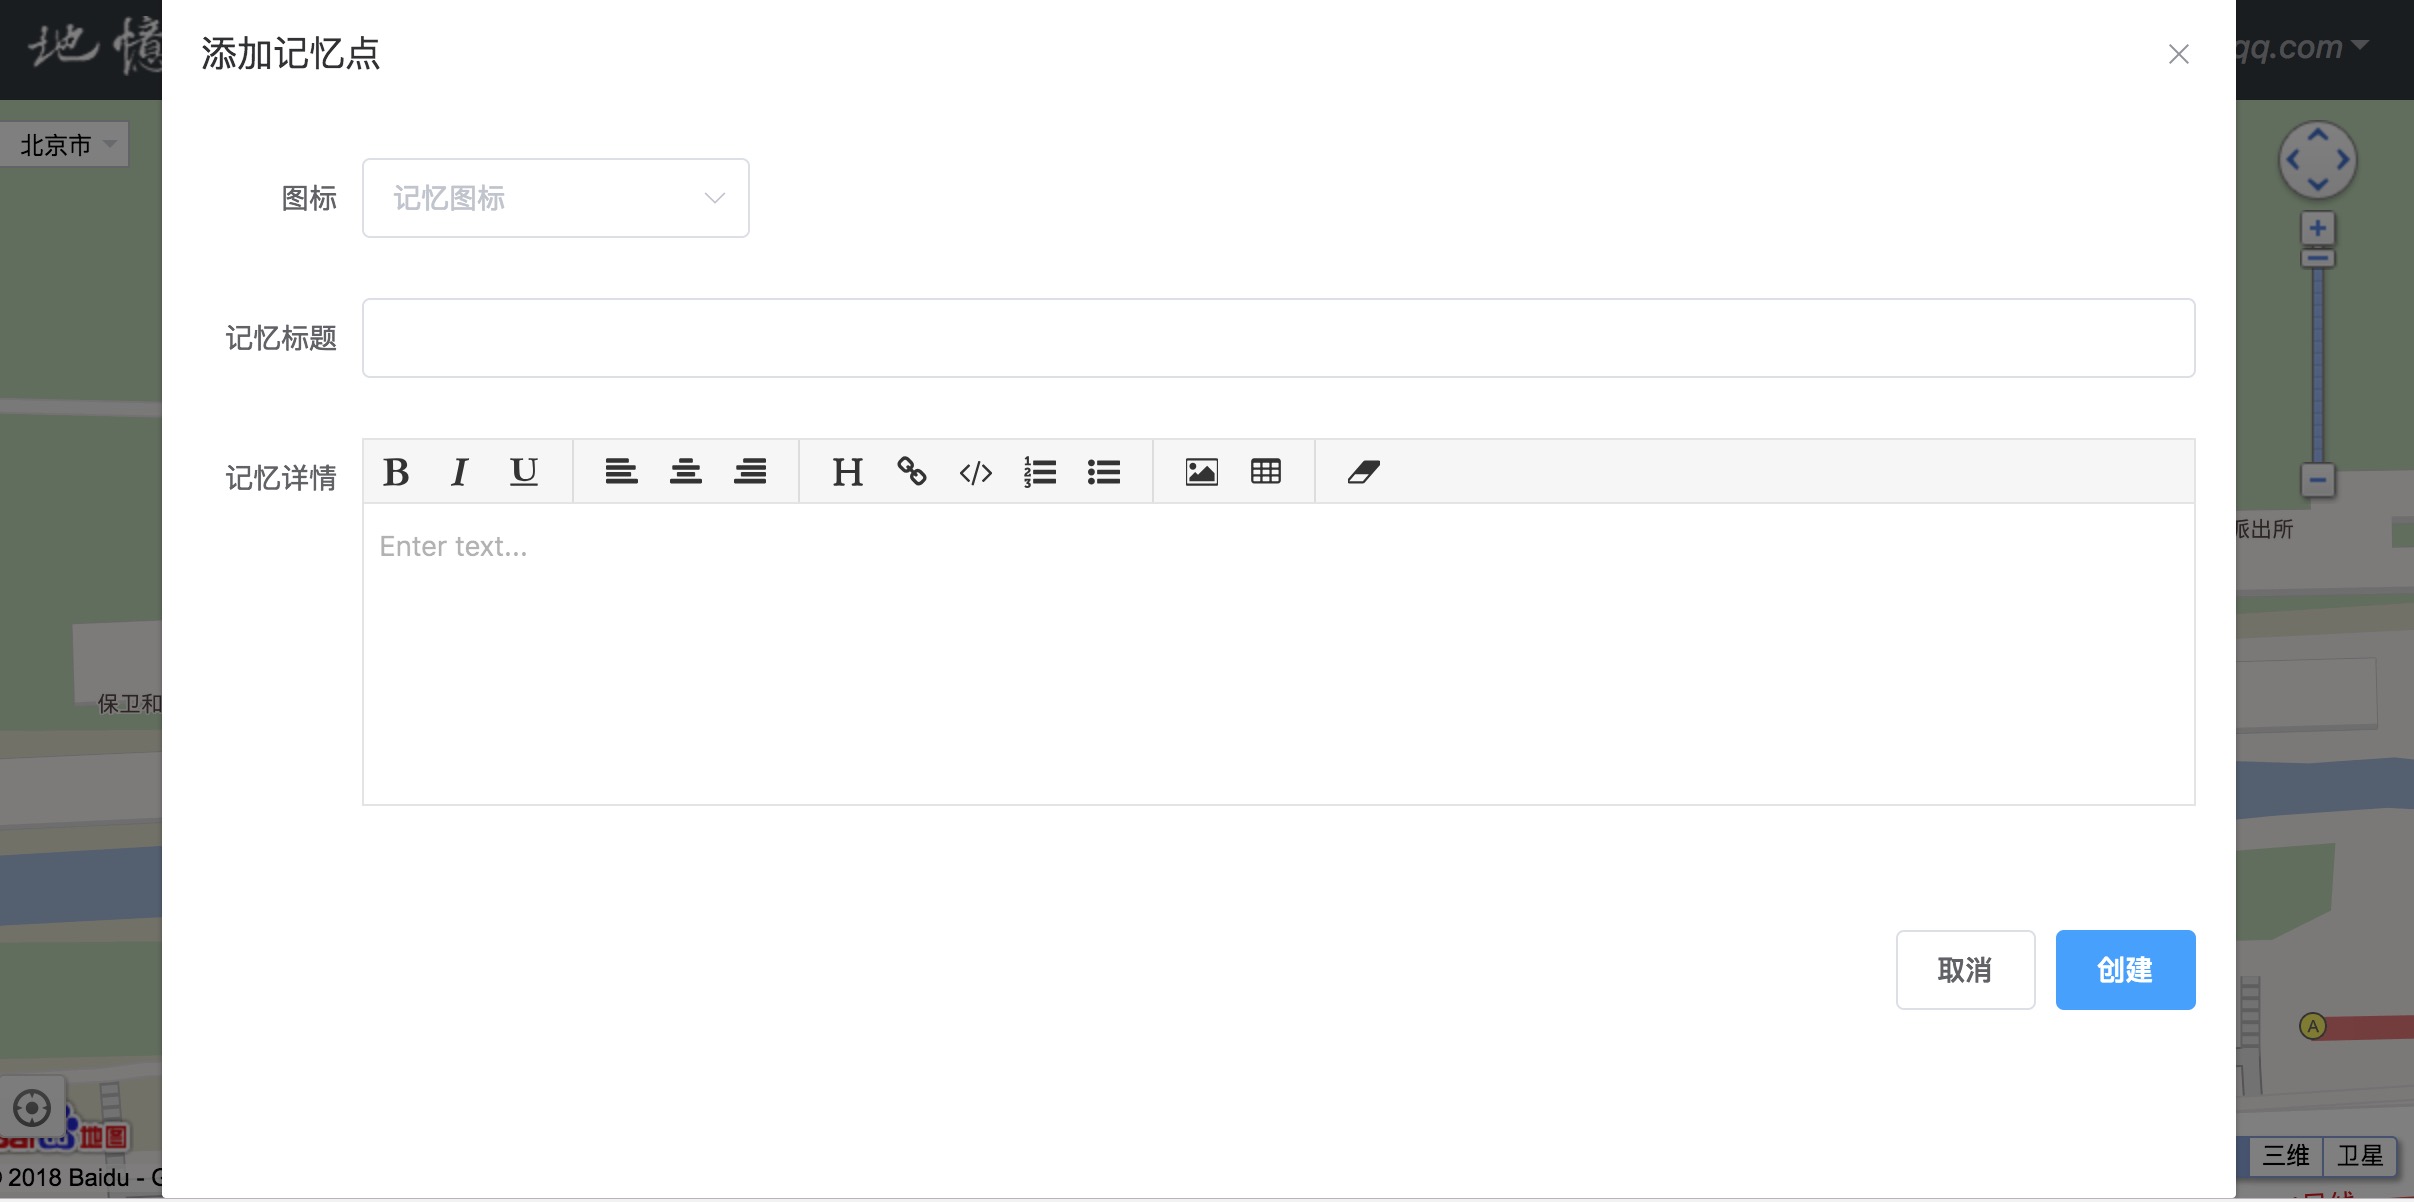 地憶
添加记忆点
qq.com
北京市
图标
记忆图标
记忆标题
记忆详情
B I U
H
Enter text...
派出所
保卫和
取消
创建
A
地图
三维
卫星
2018 Baidu - G